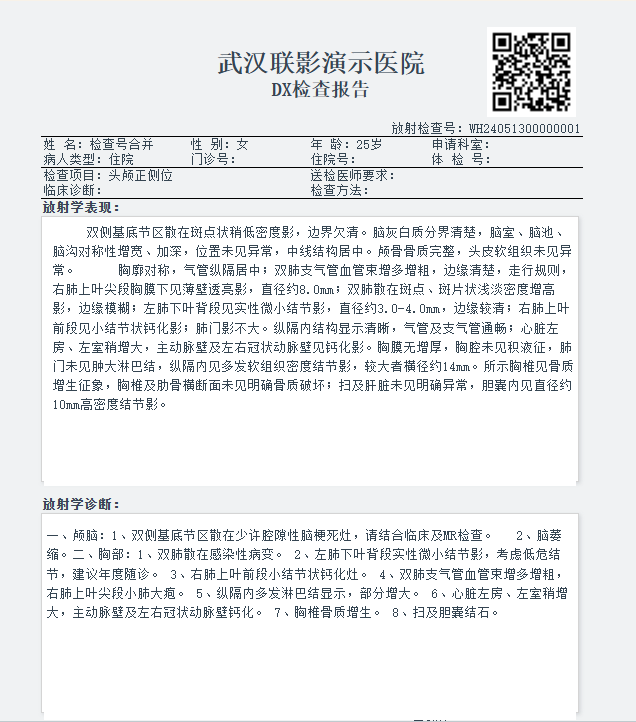 武汉联影演示医院
DX检查报告
放射检查号: WH24051300000001
姓 名: 检查号合并 性 别: 女 年 龄: 25岁 申请科室:
病人类型: 住院 门诊号: 住院号: 体 检 号:
检查项目: 头颅正侧位 送检医师要求:
临床诊断: 检查方法:
放射学表现:
双侧基底节区散在斑点状稍低密度影，边界欠清。脑灰白质分界清楚，脑室、脑池、
脑沟对称性增宽、加深，位置未见异常，中线结构居中。颅骨骨质完整，头皮软组织未见异
常。 胸廓对称，气管纵隔居中；双肺支气管血管束增多增粗，边缘清楚，走行规则，
右肺上叶尖段胸膜下见薄壁透亮影，直径约8.0mm；双肺散在斑点、斑片状浅淡密度增高
影，边缘模糊；左肺下叶背段见实性微小结节影，直径约3.0-4.0mm，边缘较清；右肺上叶
前段见小结节状钙化影；肺门影不大。纵隔内结构显示清晰，气管及支气管通畅；心脏左
房、左室稍增大，主动脉壁及左右冠状动脉壁见钙化影。胸膜无增厚，胸腔未见积液征，肺
门未见肿大淋巴结，纵隔内见多发软组织密度结节影，较大者横径约14mm。所示胸椎见骨质
增生征象，胸椎及肋骨横断面未见明确骨质破坏；扫及肝脏未见明确异常，胆囊内见直径约
10mm高密度结节影。
放射学诊断:
一、颅脑: 1、双侧基底节区散在少许腔隙性脑梗死灶，请结合临床及MR检查。 2、脑萎
缩。二、胸部: 1、双肺散在感染性病变。 2、左肺下叶背段实性微小结节影，考虑低危结
节，建议年度随诊。 3、右肺上叶前段小结节状钙化灶。 4、双肺支气管血管束增多增粗，
右肺上叶尖段小肺大疱。 5、纵隔内多发淋巴结显示，部分增大。 6、心脏左房、左室稍增
大，主动脉壁及左右冠状动脉壁钙化。 7、胸椎骨质增生。 8、扫及胆囊结石。